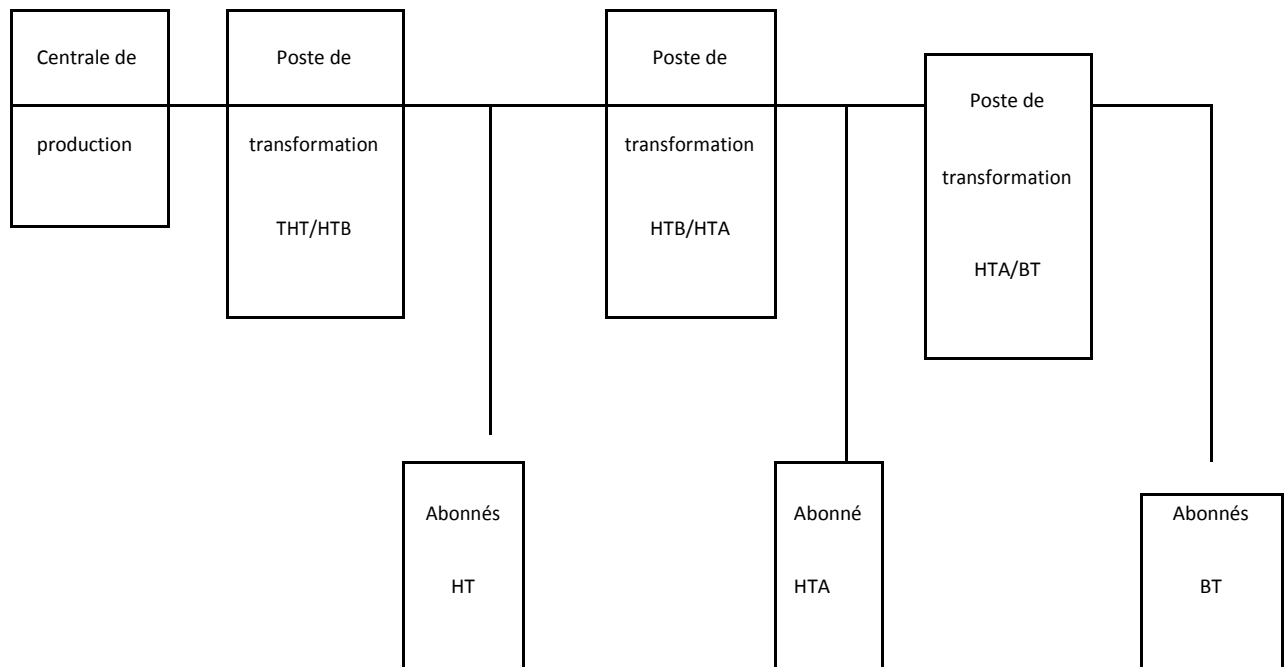 Centrale de
production
Poste de
transformation
THT/HTB
Poste de
transformation
HTB/HTA
Poste de
transformation
HTA/BT
Abonnés
HT
Abonné
HTA
Abonnés
BT